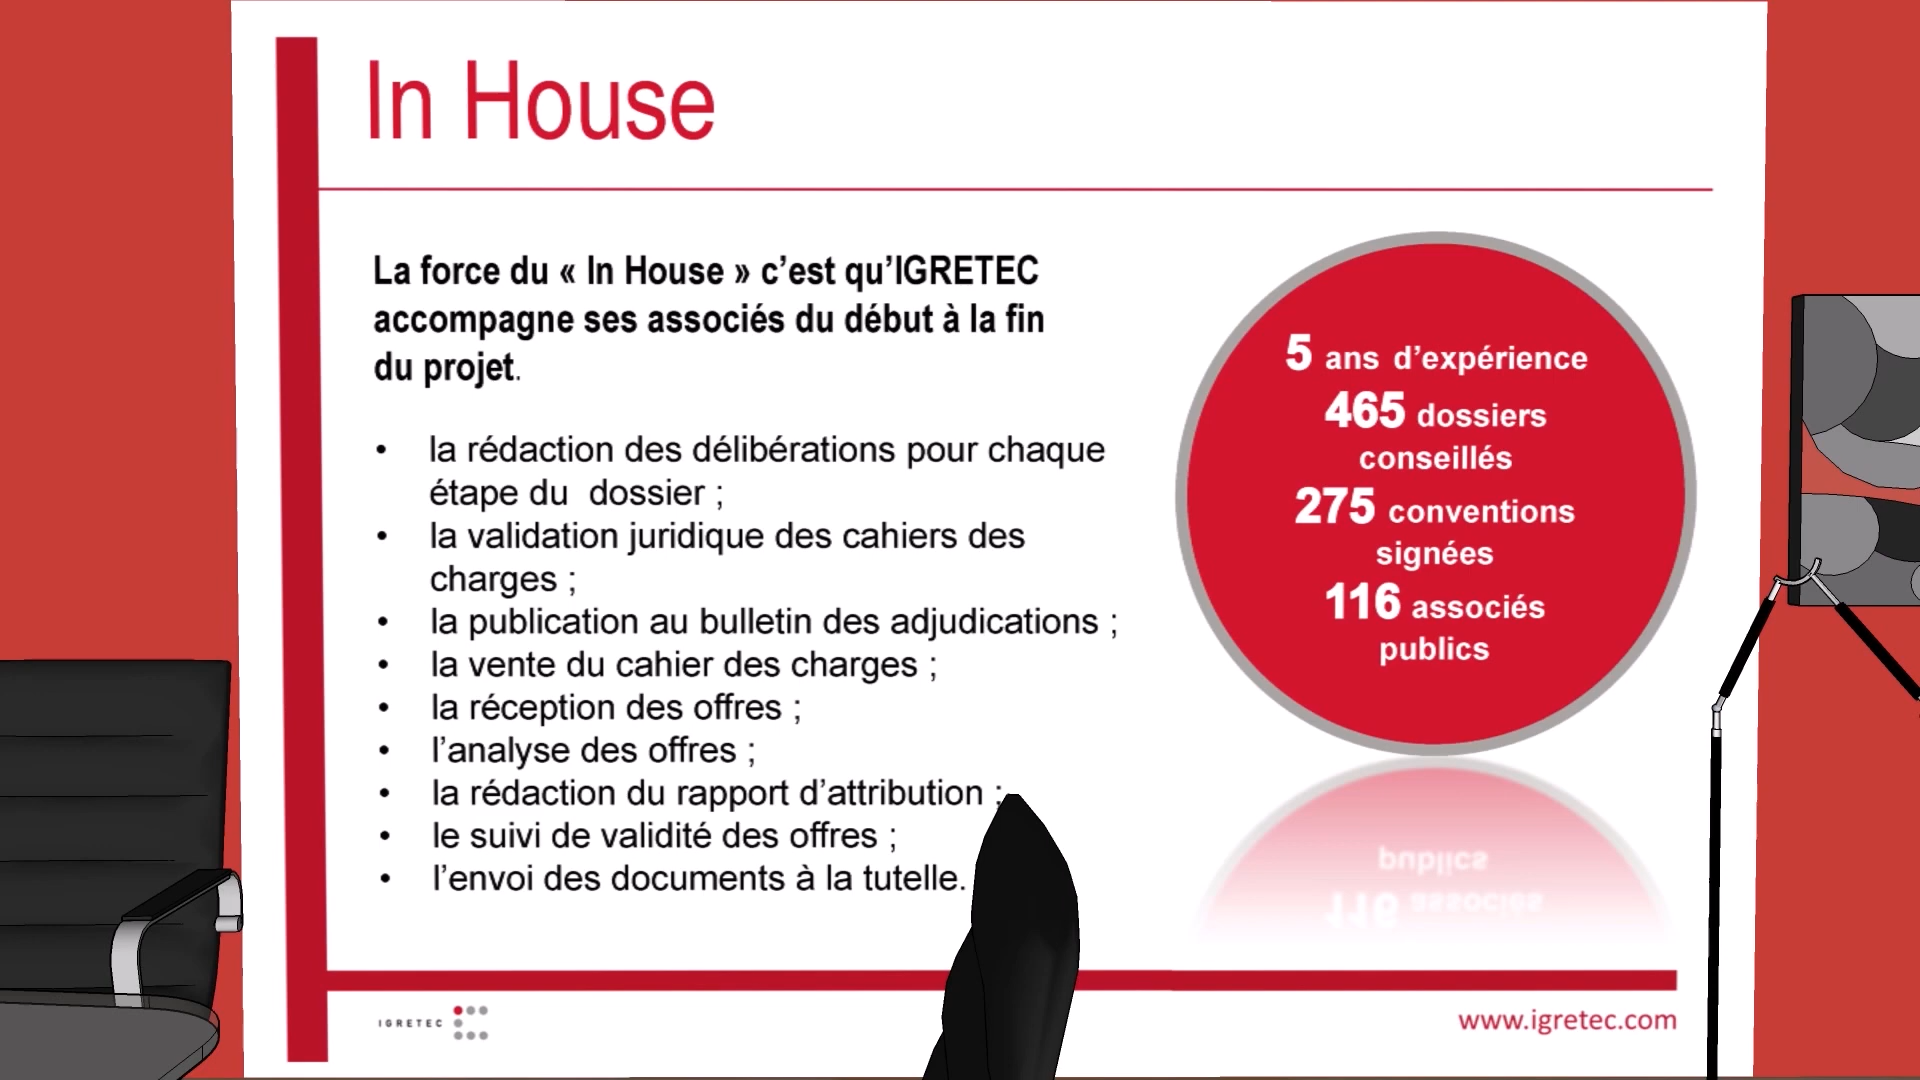 In House
La force du « In House » c’est qu’IGRETEC
accompagne ses associés du début à la fin
du projet.
• la rédaction des délibérations pour chaque
étape du dossier ;
• la validation juridique des cahiers des
charges ;
• la publication au bulletin des adjudications ;
• la vente du cahier des charges ;
• la réception des offres ;
• l’analyse des offres ;
• la rédaction du rapport d’attribution ;
• le suivi de validité des offres ;
• l’envoi des documents à la tutelle.
5 ans d’expérience
465 dossiers
conseillés
275 conventions
signées
116 associés
publics
IGRETEC
www.igretec.com